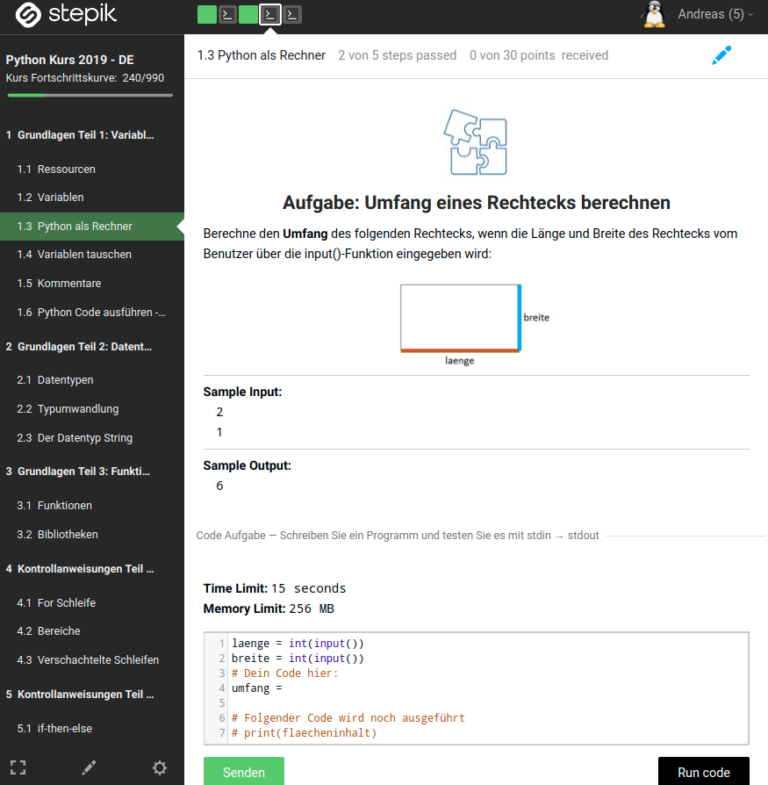 stepik
Andreas (5)
Python Kurs 2019 - DE
Kurs Fortschrittskurve: 240/990
1 Grundlagen Teil 1: Variabl...
1.1 Ressourcen
1.2 Variablen
1.3 Python als Rechner
1.4 Variablen tauschen
1.5 Kommentare
1.6 Python Code ausführen -...
2 Grundlagen Teil 2: Datent...
2.1 Datentypen
2.2 Typumwandlung
2.3 Der Datentyp String
3 Grundlagen Teil 3: Funkti...
3.1 Funktionen
3.2 Bibliotheken
4 Kontrollanweisungen Teil ...
4.1 For Schleife
4.2 Bereiche
4.3 Verschachtelte Schleifen
5 Kontrollanweisungen Teil ...
5.1 if-then-else
1.3 Python als Rechner 2 von 5 steps passed 0 von 30 points received
Aufgabe: Umfang eines Rechtecks berechnen
Berechne den Umfang des folgenden Rechtecks, wenn die Länge und Breite des Rechtecks vom
Benutzer über die input()-Funktion eingegeben wird:
breite
laenge
Sample Input:
2
1
Sample Output:
6
Code Aufgabe — Schreiben Sie ein Programm und testen Sie es mit stdin → stdout
Time Limit: 15 seconds
Memory Limit: 256 MB
1 laenge = int(input())
2 breite = int(input())
3 # Dein Code hier:
4 umfang =
5
6 # Folgender Code wird noch ausgeführt
7 # print(flaecheninhalt)
Senden
Run code